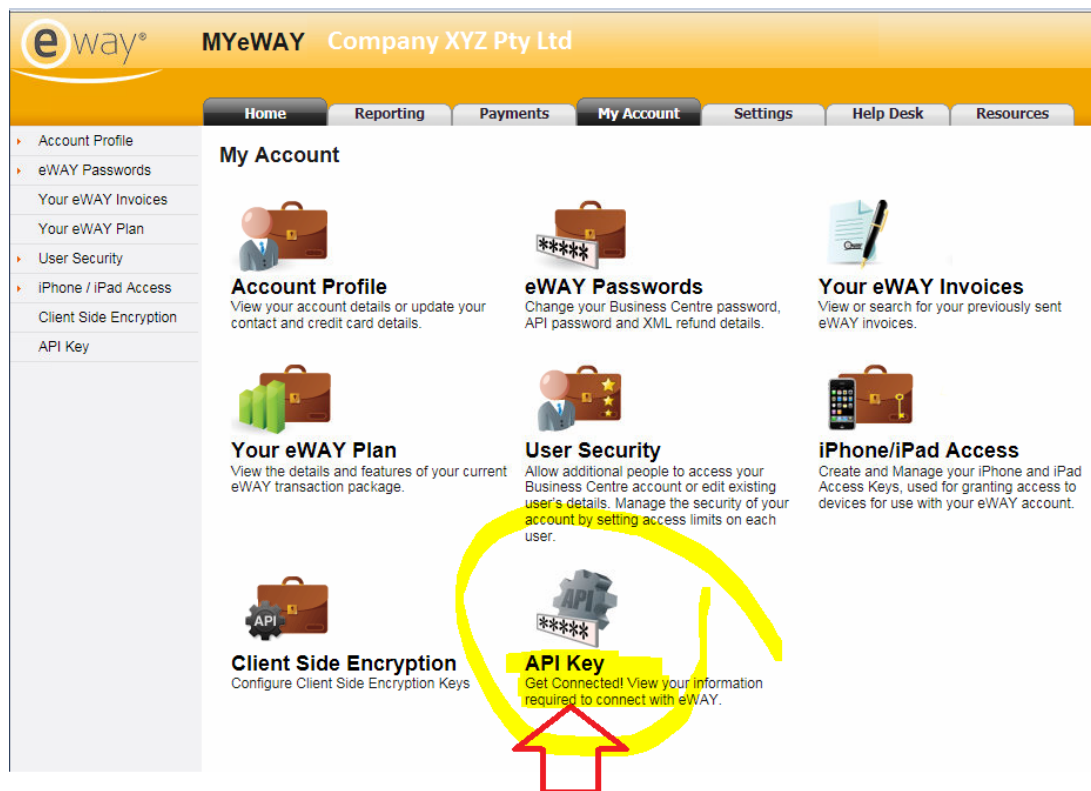 eway®
MYeWAY Company XYZ Pty Ltd
Home Reporting Payments My Account Settings Help Desk Resources
Account Profile
eWAY Passwords
Your eWAY Invoices
Your eWAY Plan
User Security
iPhone / iPad Access
Client Side Encryption
API Key
My Account
Account Profile
View your account details or update your
contact and credit card details.
*****
eWAY Passwords
Change your Business Centre password,
API password and XML refund details.
Your eWAY Invoices
View or search for your previously sent
eWAY invoices.
Your eWAY Plan
View the details and features of your current
eWAY transaction package.
User Security
Allow additional people to access your
Business Centre account or edit existing
user's details. Manage the security of your
account by setting access limits on each
user.
iPhone/iPad Access
Create and Manage your iPhone and iPad
Access Keys, used for granting access to
devices for use with your eWAY account.
API
Client Side Encryption
Configure Client Side Encryption Keys
API
*****
API Key
Get Connected! View your information
required to connect with eWAY.